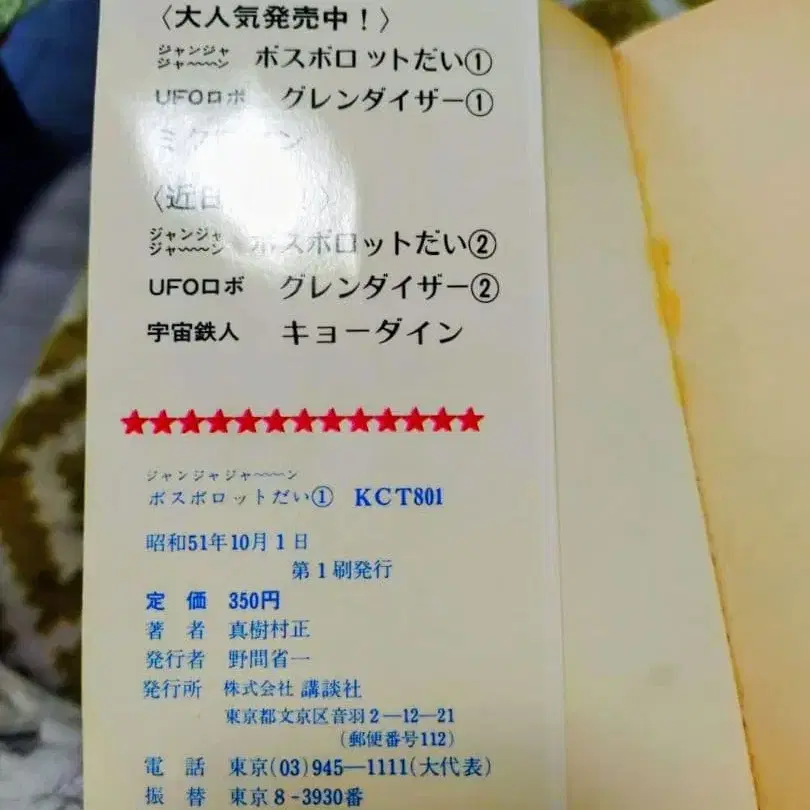 〈大人気発売中！〉
ジャンジャ
ジャ〜〜〜ン ボスボロットだい①
UFOロボ グレンダイザー①
ミク
ン
〈近日
！〉
ジャンジャ
ジャ〜〜〜ン ボスボロットだい②
UFOロボ グレンダイザー②
宇宙鉄人 キョーダイン
★★★★★★★★★★★★★
ジャンジャジャ〜〜〜ン
ボスボロットだい① KCT801
昭和51年10月1日
第1刷発行
定 価 350円
著 者 真樹村正
発行者 野間省一
発行所 株式会社 講談社
東京都文京区音羽2—12—21
(郵便番号112)
電 話 東京(03)945—1111(大代表)
振 替 東京8-3930番